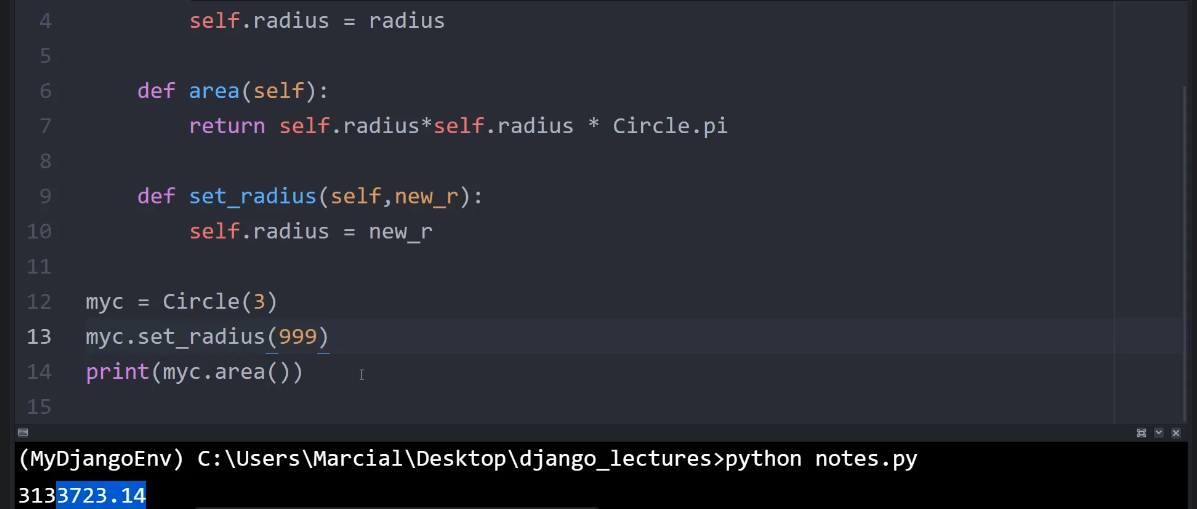 4 self.radius = radius
5
6 def area(self):
7 return self.radius*self.radius * Circle.pi
8
9 def set_radius(self,new_r):
10 self.radius = new_r
11
12 myc = Circle(3)
13 myc.set_radius(999)
14 print(myc.area())
15
(MyDjangoEnv) C:\Users\Marcial\Desktop\django_lectures>python notes.py
3133723.14